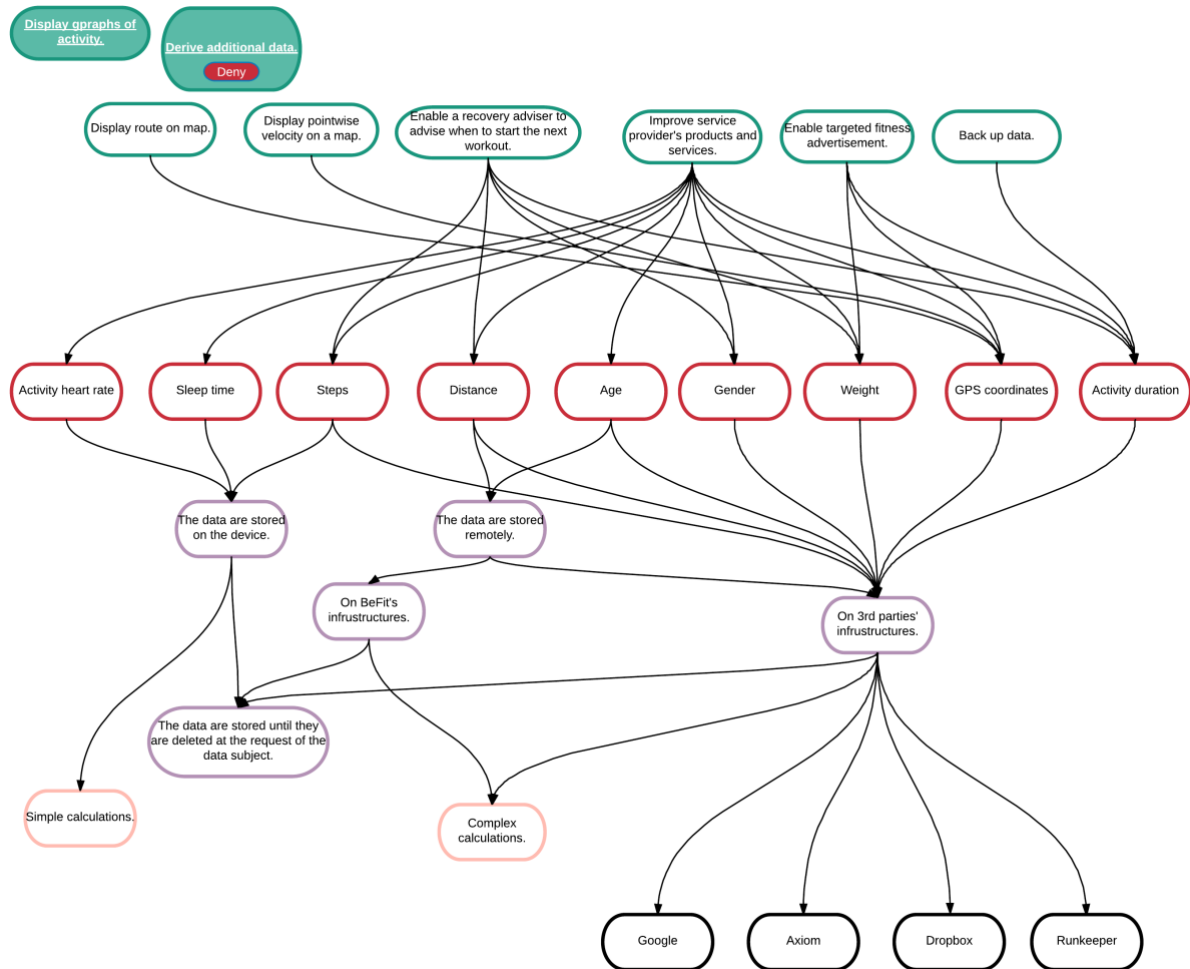 Display gpraphs of
activity.
Derive additional data.
Deny
Display route on map.
Display pointwise
velocity on a map.
Enable a recovery adviser to
advise when to start the next
workout.
Improve service
provider's products and
services.
Enable targeted fitness
advertisement.
Back up data.
Activity heart rate
Sleep time
Steps
Distance
Age
Gender
Weight
GPS coordinates
Activity duration
The data are stored
on the device.
The data are stored
remotely.
On BeFit's
infrustructures.
On 3rd parties'
infrustructures.
The data are stored until they
are deleted at the request of the
data subject.
Simple calculations.
Complex
calculations.
Google
Axiom
Dropbox
Runkeeper